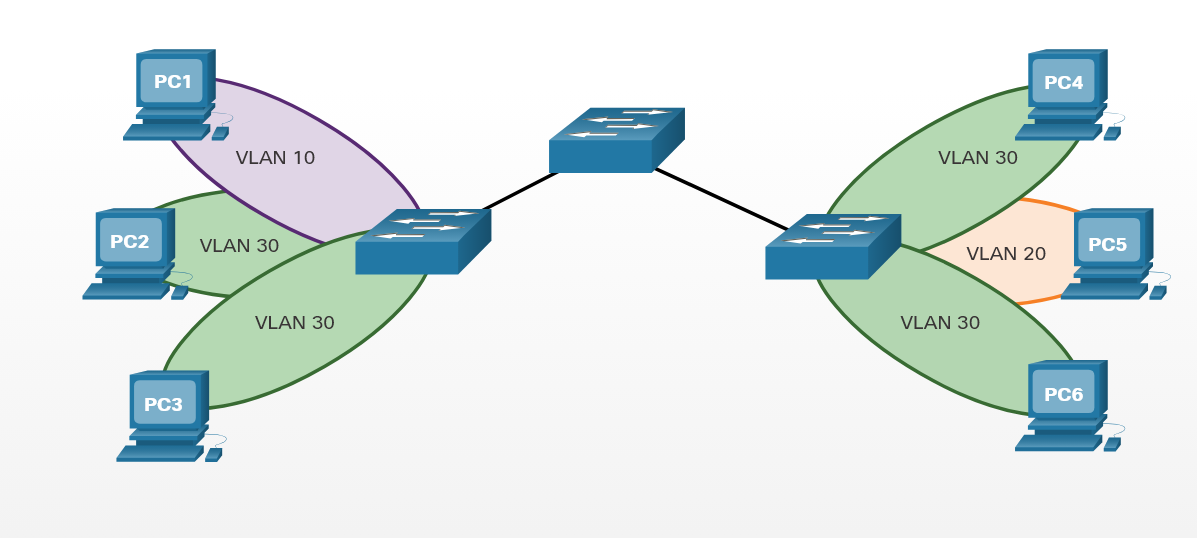 PC1
VLAN 10
PC2
VLAN 30
VLAN 30
PC3
PC4
VLAN 30
PC5
VLAN 20
VLAN 30
PC6